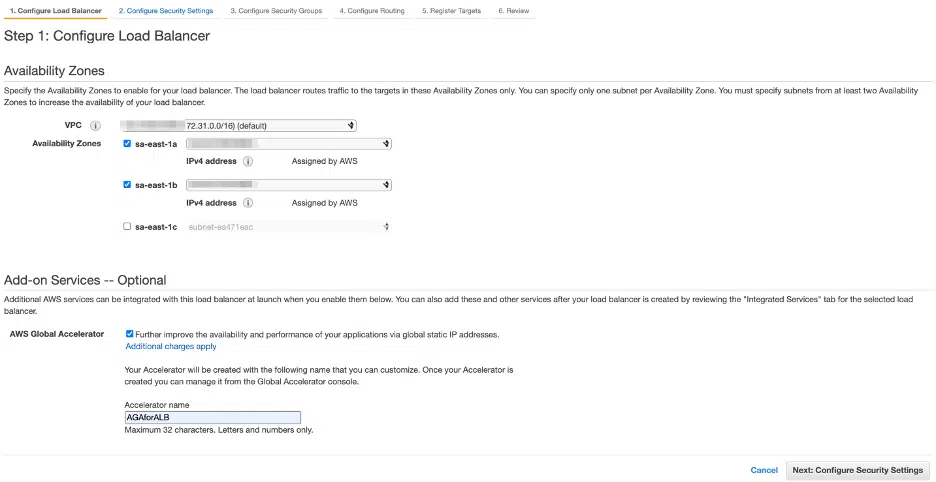 1. Configure Load Balancer 2. Configure Security Settings 3. Configure Security Groups 4. Configure Routing 5. Register Targets 6. Review
Step 1: Configure Load Balancer
Availability Zones
Specify the Availability Zones to enable for your load balancer. The load balancer routes traffic to the targets in these Availability Zones only. You can specify only one subnet per Availability Zone. You must specify subnets from at least two Availability
Zones to increase the availability of your load balancer.
VPC i 72.31.0.0/16) (default)
Availability Zones sa-east-1a
IPv4 address i Assigned by AWS
sa-east-1b
IPv4 address i Assigned by AWS
sa-east-1c subnet-ea471eac
Add-on Services -- Optional
Additional AWS services can be integrated with this load balancer at launch when you enable them below. You can also add these and other services after your load balancer is created by reviewing the "Integrated Services" tab for the selected load
balancer.
AWS Global Accelerator Further improve the availability and performance of your applications via global static IP addresses.
Additional charges apply
Your Accelerator will be created with the following name that you can customize. Once your Accelerator is
created you can manage it from the Global Accelerator console.
Accelerator name
AGAforALB
Maximum 32 characters. Letters and numbers only.
Cancel Next: Configure Security Settings